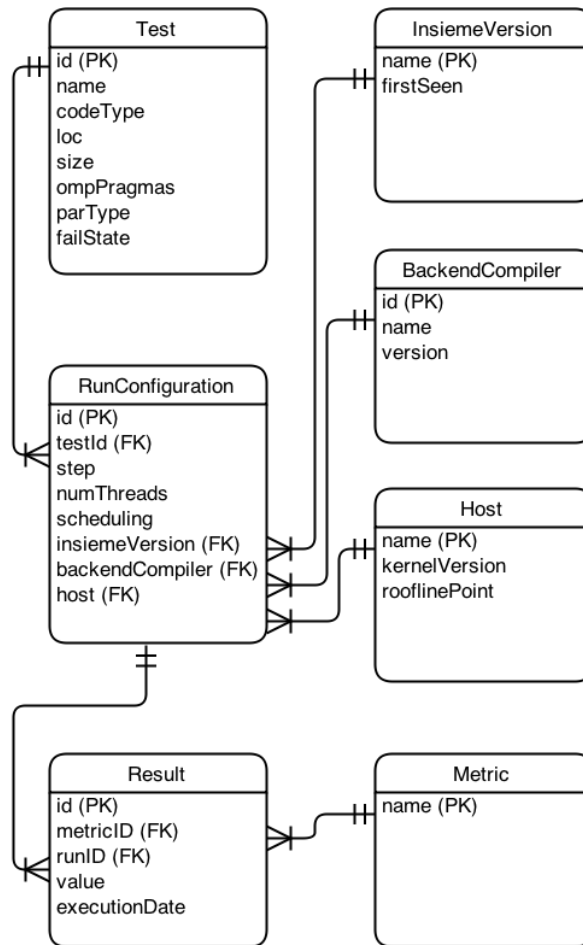 Test
id (PK)
name
codeType
loc
size
ompPragmas
parType
failState
InsiemeVersion
name (PK)
firstSeen
BackendCompiler
id (PK)
name
version
RunConfiguration
id (PK)
testId (FK)
step
numThreads
scheduling
insiemeVersion (FK)
backendCompiler (FK)
host (FK)
Host
name (PK)
kernelVersion
rooflinePoint
Result
id (PK)
metricID (FK)
runID (FK)
value
executionDate
Metric
name (PK)